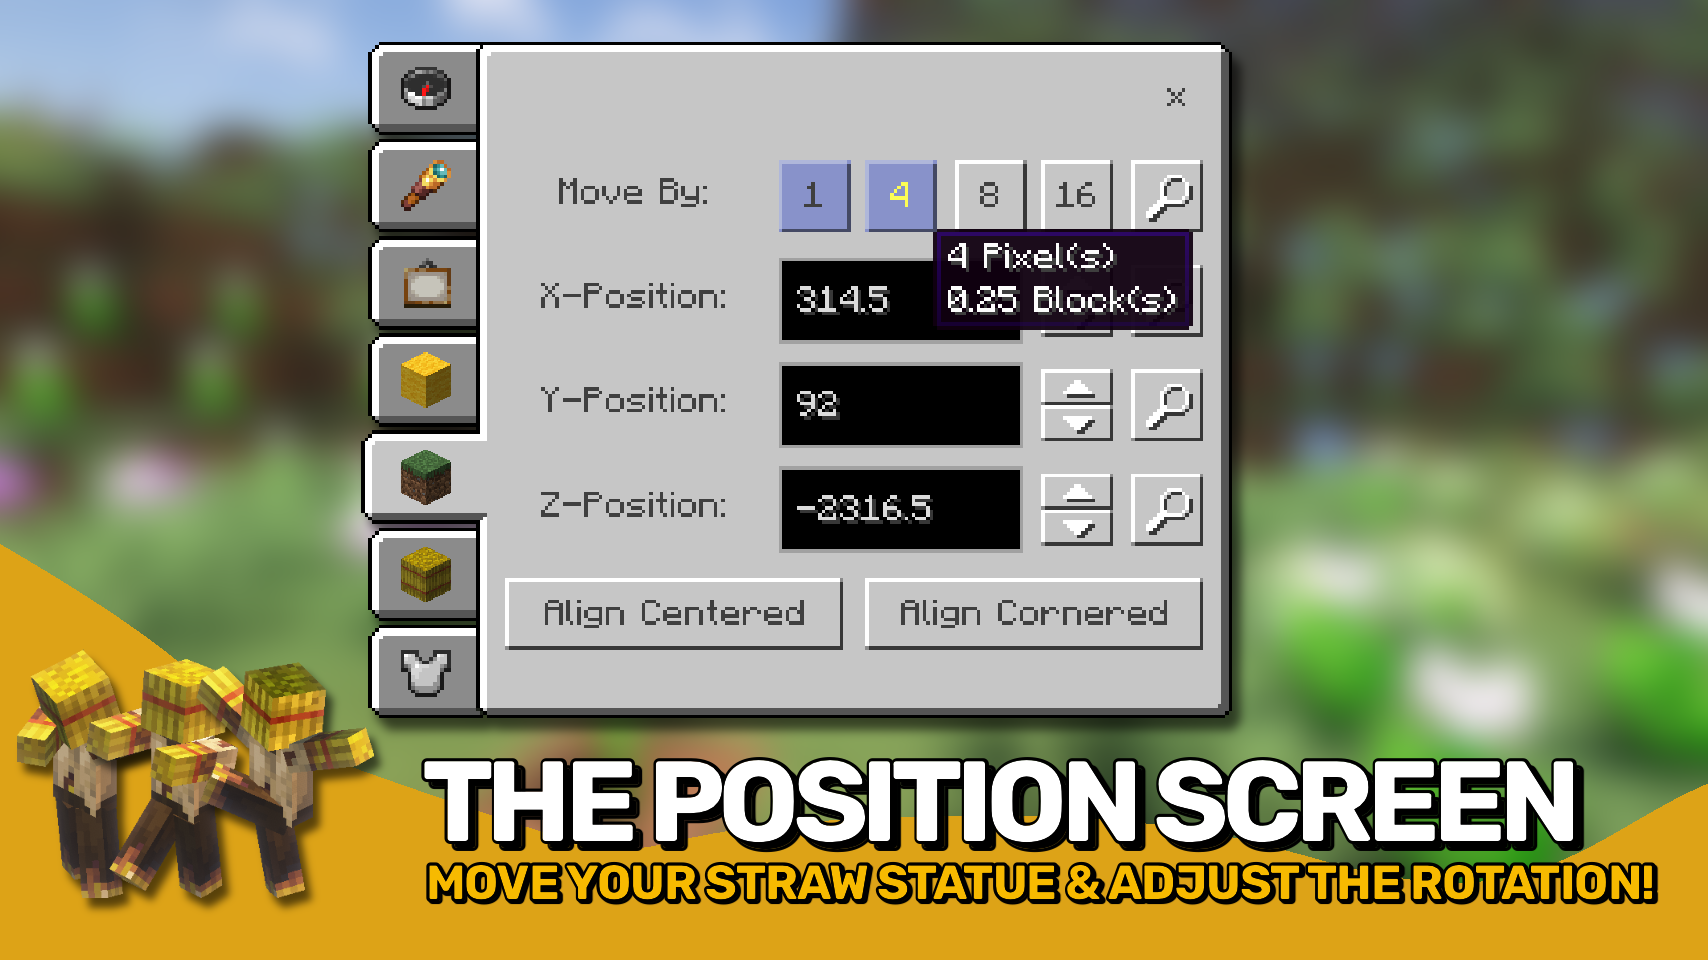 x
Move By: 1 4 8 16
4 Pixel(s)
0.25 Block(s)
X-Position: 314.5
Y-Position: 92
Z-Position: -2316.5
Align Centered Align Cornered
THE POSITION SCREEN
MOVE YOUR STRAW STATUE & ADJUST THE ROTATION!